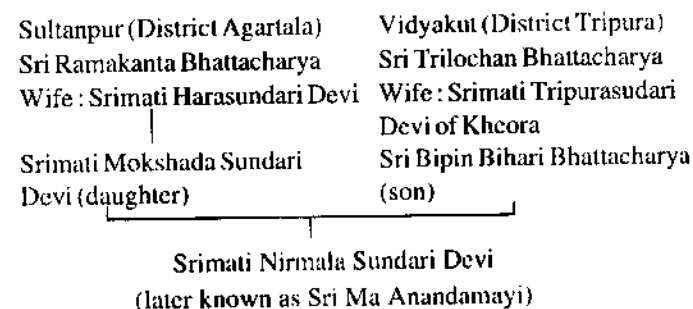 Sultanpur (District Agartala)
Sri Ramakanta Bhattacharya
Wife : Srimati Harasundari Devi
Srimati Mokshada Sundari
Devi (daughter)
Vidyakut (District Tripura)
Sri Trilochan Bhattacharya
Wife : Srimati Tripurasudari
Devi of Kheora
Sri Bipin Bihari Bhattacharya
(son)
Srimati Nirmala Sundari Devi
(later known as Sri Ma Anandamayi)